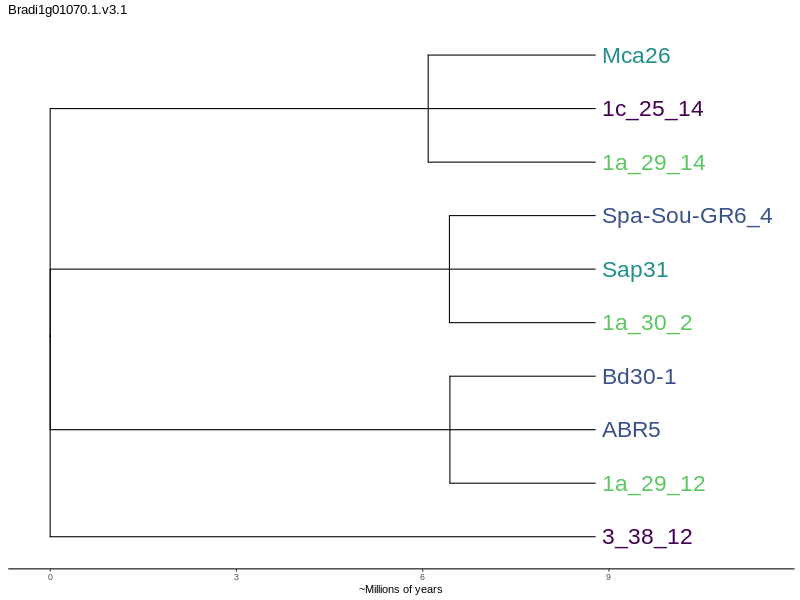 Bradi1g01070.1.v3.1
Mca26
1c_25_14
1a_29_14
Spa-Sou-GR6_4
Sap31
1a_30_2
Bd30-1
ABR5
1a_29_12
3_38_12
0 3 6 9
~Millions of years